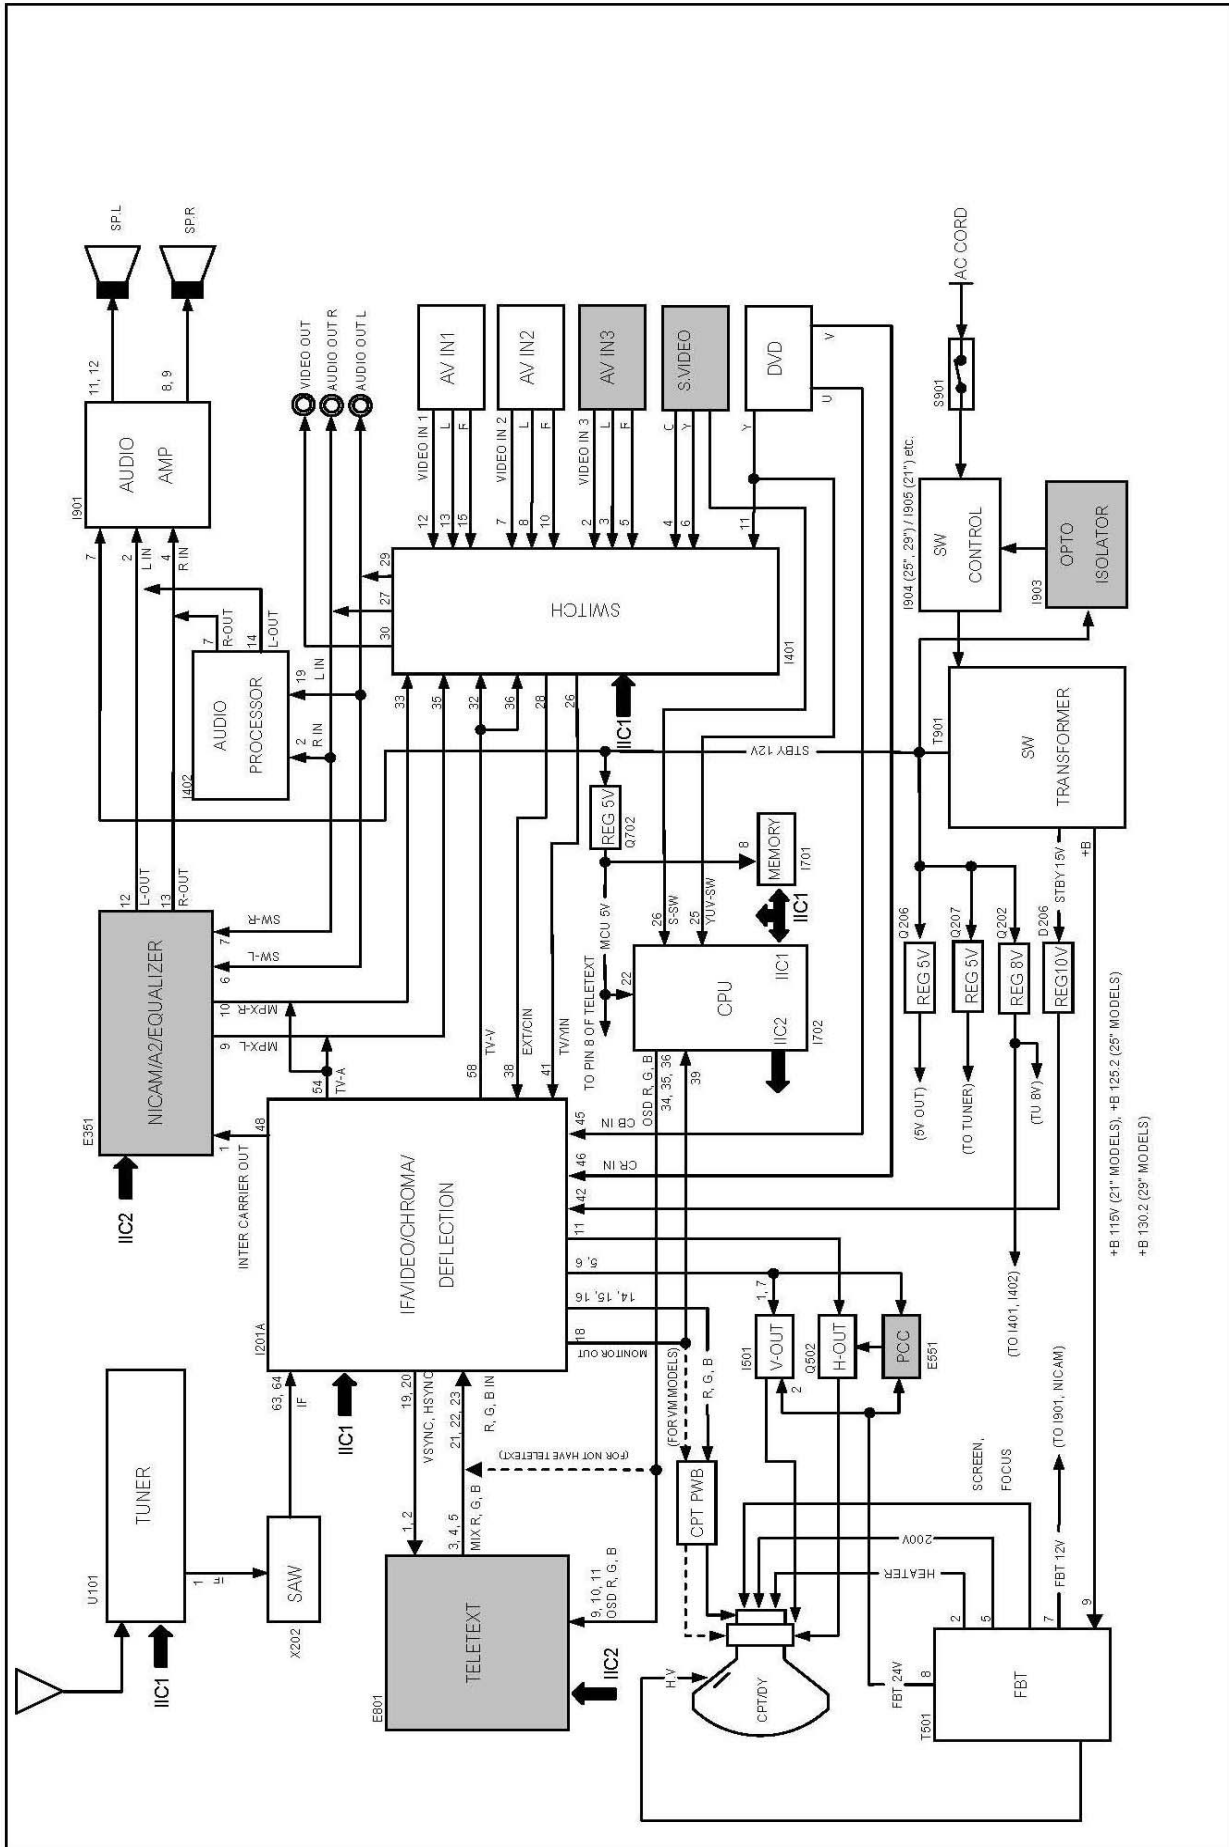 U101
TUNER
IIC1
1
IF
SAW
X202
63, 64
IF
IIC1
I201A
IF/VIDEO/CHROMA/
DEFLECTION
INTER CARRIER OUT
1
48
IIC2
E351
NICAM/A2/EQUALIZER
12
L-OUT
13
R-OUT
7
SW-R
6
SW-L
10
MPX-R
9
MPX-L
54
TV-A
58
TV-V
38
EXT/CIN
41
TV/YIN
I402
AUDIO
PROCESSOR
7
R-OUT
14
L-OUT
19
L IN
2
R IN
I901
AUDIO
AMP
7
2
L IN
4
R IN
11, 12
8, 9
SP.L
SP.R
VIDEO OUT
AUDIO OUT R
AUDIO OUT L
33
35
32
36
28
26
30
27
29
SWITCH
I401
IIC1
AV IN1
VIDEO IN 1
L
R
12
13
15
AV IN2
VIDEO IN 2
L
R
7
8
10
AV IN3
VIDEO IN 3
L
R
2
3
5
S.VIDEO
C
Y
4
6
DVD
Y
U
V
11
E801
TELETEXT
IIC2
1, 2
3, 4, 5
MIX R, G, B
9, 10, 11
OSD R, G, B
19, 20
VSYNC, HSYNC
21, 22, 23
R, G, B IN
(FOR NOT HAVE TELETEXT)
TO PIN 8 OF TELETEXT
MCU 5V
REG 5V
Q702
8
MEMORY
I701
IIC1
STBY 12V
22
26
S-SW
25
YUV-SW
CPU
IIC1
IIC2
I702
OSD R, G, B
34, 35, 36
39
45
CB IN
46
CR IN
42
11
5, 6
14, 15, 16
18
MONITOR OUT
(FOR VM MODELS)
R, G, B
CPT PWB
CPT/DY
H.V
1, 7
I501
V-OUT
2
Q502
H-OUT
PCC
E551
SCREEN,
FOCUS
200V
HEATER
FBT 24V
8
T501
FBT
2
5
7
FBT 12V
(TO I901, NICAM)
9
+B 115V (21" MODELS), +B 125.2 (25" MODELS)
+B 130.2 (29" MODELS)
Q206
REG 5V
(5V OUT)
Q207
REG 5V
(TO TUNER)
Q202
REG 8V
(TU 8V)
(TO I401, I402)
D206
REG10V
STBY 15V
+B
T901
SW
TRANSFORMER
I904 (25", 29") / I905 (21") etc.
SW
CONTROL
I903
OPTO
ISOLATOR
S901
AC CORD